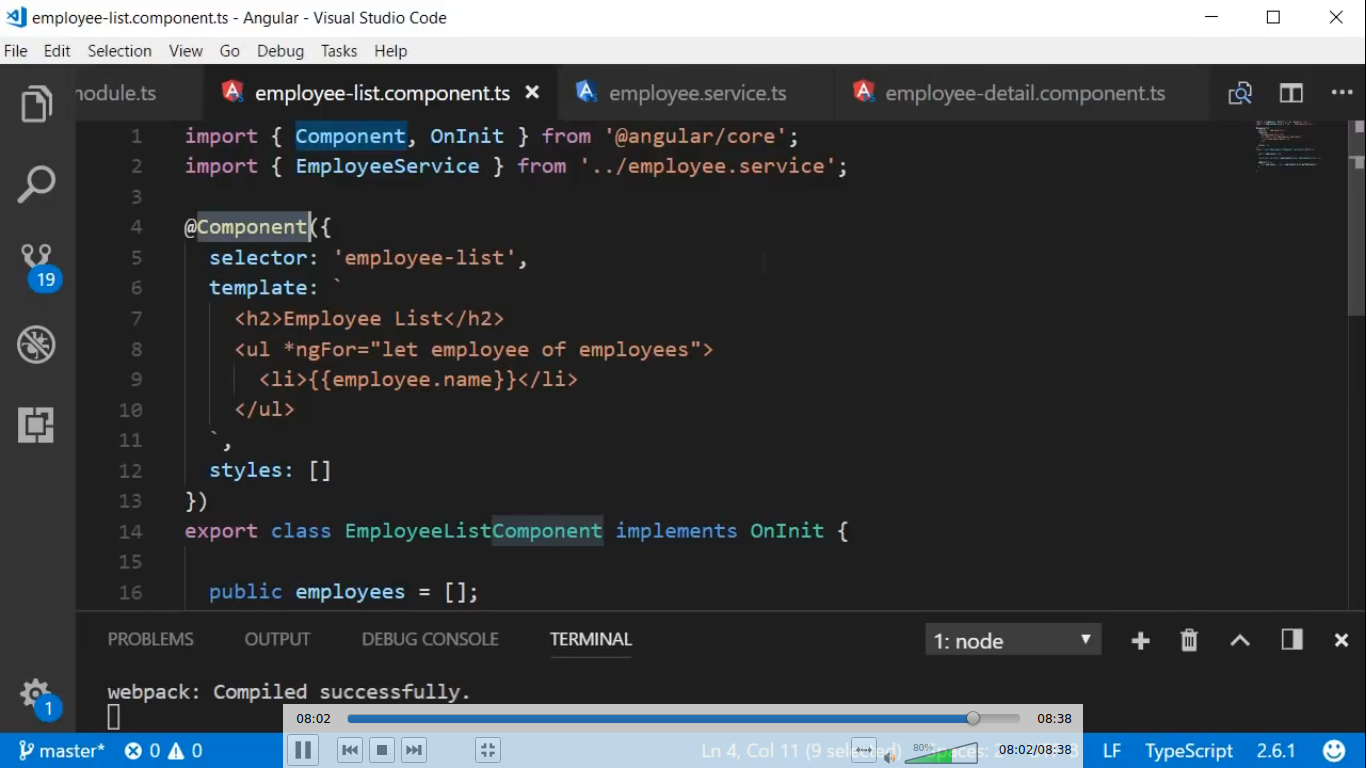 employee-list.component.ts - Angular - Visual Studio Code
File Edit Selection View Go Debug Tasks Help
module.ts employee-list.component.ts employee.service.ts employee-detail.component.ts
1 import { Component, OnInit } from '@angular/core';
2 import { EmployeeService } from '../employee.service';
3
4 @Component({
5 selector: 'employee-list',
6 template: `
7 <h2>Employee List</h2>
8 <ul *ngFor="let employee of employees">
9 <li>{{employee.name}}</li>
10 </ul>
11 `,
12 styles: []
13 })
14 export class EmployeeListComponent implements OnInit {
15
16 public employees = [];
19
PROBLEMS OUTPUT DEBUG CONSOLE TERMINAL 1: node
webpack: Compiled successfully.
1
08:02 08:38
master* 0 0 Ln 4, Col 11 (9 selected) 80% 08:02/08:38 LF TypeScript 2.6.1